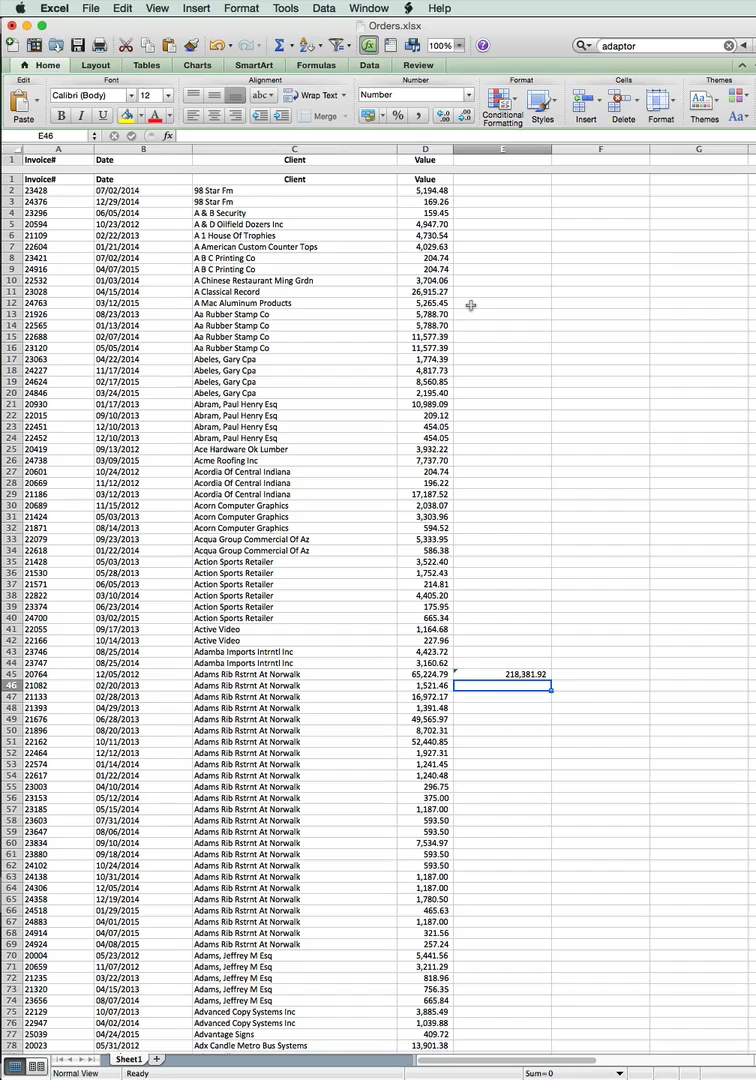 Excel File Edit View Insert Format Tools Data Window Help
Orders.xlsx
100% adaptor
Home Layout Tables Charts SmartArt Formulas Data Review
Edit Font Alignment Number Format Cells Themes
Calibri (Body) 12 abc Wrap Text Number
Paste B I U A Merge % Conditional Formatting Styles Insert Delete Format Themes Aa
E46 fx
A B C D E F G
1 Invoice# Date Client Value
1 Invoice# Date Client Value
2 23428 07/02/2014 98 Star Fm 5,194.48
3 24376 12/29/2014 98 Star Fm 169.26
4 23296 06/05/2014 A & B Security 159.45
5 20594 10/23/2012 A & D Oilfield Dozers Inc 4,947.70
6 21109 02/22/2013 A 1 House Of Trophies 4,730.54
7 22604 01/21/2014 A American Custom Counter Tops 4,029.63
8 23421 07/02/2014 A B C Printing Co 204.74
9 24916 04/07/2015 A B C Printing Co 204.74
10 22532 01/03/2014 A Chinese Restaurant Ming Grdn 3,704.06
11 23028 04/15/2014 A Classical Record 26,915.27
12 24763 03/12/2015 A Mac Aluminum Products 5,265.45
13 21926 08/23/2013 Aa Rubber Stamp Co 5,788.70
14 22565 01/13/2014 Aa Rubber Stamp Co 5,788.70
15 22688 02/07/2014 Aa Rubber Stamp Co 11,577.39
16 23120 05/05/2014 Aa Rubber Stamp Co 11,577.39
17 23063 04/22/2014 Abeles, Gary Cpa 1,774.39
18 24227 11/17/2014 Abeles, Gary Cpa 4,817.73
19 24624 02/17/2015 Abeles, Gary Cpa 8,560.85
20 24846 03/24/2015 Abeles, Gary Cpa 2,195.40
21 20930 01/17/2013 Abram, Paul Henry Esq 10,989.09
22 22015 09/10/2013 Abram, Paul Henry Esq 209.12
23 22451 12/10/2013 Abram, Paul Henry Esq 454.05
24 22452 12/10/2013 Abram, Paul Henry Esq 454.05
25 20419 09/13/2012 Ace Hardware Ok Lumber 3,932.22
26 24738 03/09/2015 Acme Roofing Inc 7,737.70
27 20601 10/24/2012 Acordia Of Central Indiana 204.74
28 20669 11/12/2012 Acordia Of Central Indiana 196.22
29 21186 03/12/2013 Acordia Of Central Indiana 17,187.52
30 20689 11/15/2012 Acorn Computer Graphics 2,038.07
31 21424 05/03/2013 Acorn Computer Graphics 3,303.96
32 21871 08/14/2013 Acorn Computer Graphics 594.52
33 22079 09/23/2013 Acqua Group Commercial Of Az 5,333.95
34 22618 01/22/2014 Acqua Group Commercial Of Az 586.38
35 21428 05/03/2013 Action Sports Retailer 3,522.40
36 21530 05/28/2013 Action Sports Retailer 1,752.43
37 21571 06/05/2013 Action Sports Retailer 214.81
38 22822 03/10/2014 Action Sports Retailer 4,405.20
39 23374 06/23/2014 Action Sports Retailer 175.95
40 24700 03/02/2015 Action Sports Retailer 665.34
41 22055 09/17/2013 Active Video 1,164.68
42 22166 10/14/2013 Active Video 227.96
43 23746 08/25/2014 Adamba Imports Intrntl Inc 4,423.72
44 23747 08/25/2014 Adamba Imports Intrntl Inc 3,160.62
45 20764 12/05/2012 Adams Rib Rstrnt At Norwalk 65,224.79 218,381.92
46 21082 02/20/2013 Adams Rib Rstrnt At Norwalk 1,521.46
47 21133 02/28/2013 Adams Rib Rstrnt At Norwalk 16,972.17
48 21393 04/29/2013 Adams Rib Rstrnt At Norwalk 1,391.48
49 21676 06/28/2013 Adams Rib Rstrnt At Norwalk 49,565.97
50 21896 08/20/2013 Adams Rib Rstrnt At Norwalk 8,702.31
51 22162 10/11/2013 Adams Rib Rstrnt At Norwalk 52,440.85
52 22464 12/12/2013 Adams Rib Rstrnt At Norwalk 1,927.31
53 22574 01/14/2014 Adams Rib Rstrnt At Norwalk 1,241.45
54 22617 01/22/2014 Adams Rib Rstrnt At Norwalk 1,240.48
55 23003 04/10/2014 Adams Rib Rstrnt At Norwalk 296.75
56 23153 05/12/2014 Adams Rib Rstrnt At Norwalk 375.00
57 23185 05/15/2014 Adams Rib Rstrnt At Norwalk 1,187.00
58 23603 07/31/2014 Adams Rib Rstrnt At Norwalk 593.50
59 23647 08/06/2014 Adams Rib Rstrnt At Norwalk 593.50
60 23834 09/10/2014 Adams Rib Rstrnt At Norwalk 7,534.97
61 23880 09/18/2014 Adams Rib Rstrnt At Norwalk 593.50
62 24102 10/24/2014 Adams Rib Rstrnt At Norwalk 593.50
63 24138 10/31/2014 Adams Rib Rstrnt At Norwalk 1,187.00
64 24306 12/05/2014 Adams Rib Rstrnt At Norwalk 1,187.00
65 24358 12/19/2014 Adams Rib Rstrnt At Norwalk 1,780.50
66 24518 01/29/2015 Adams Rib Rstrnt At Norwalk 465.63
67 24883 04/01/2015 Adams Rib Rstrnt At Norwalk 1,187.00
68 24914 04/07/2015 Adams Rib Rstrnt At Norwalk 321.56
69 24924 04/08/2015 Adams Rib Rstrnt At Norwalk 257.24
70 20004 05/23/2012 Adams, Jeffrey M Esq 5,441.56
71 20659 11/07/2012 Adams, Jeffrey M Esq 3,211.29
72 21235 03/22/2013 Adams, Jeffrey M Esq 818.96
73 21320 04/15/2013 Adams, Jeffrey M Esq 756.35
74 23656 08/07/2014 Adams, Jeffrey M Esq 665.84
75 22129 10/07/2013 Advanced Copy Systems Inc 3,885.49
76 22947 04/02/2014 Advanced Copy Systems Inc 1,039.88
77 25039 04/24/2015 Advantage Signs 409.72
78 20023 05/31/2012 Adx Candle Metro Bus Systems 13,901.38
Sheet1
Normal View Ready Sum=0